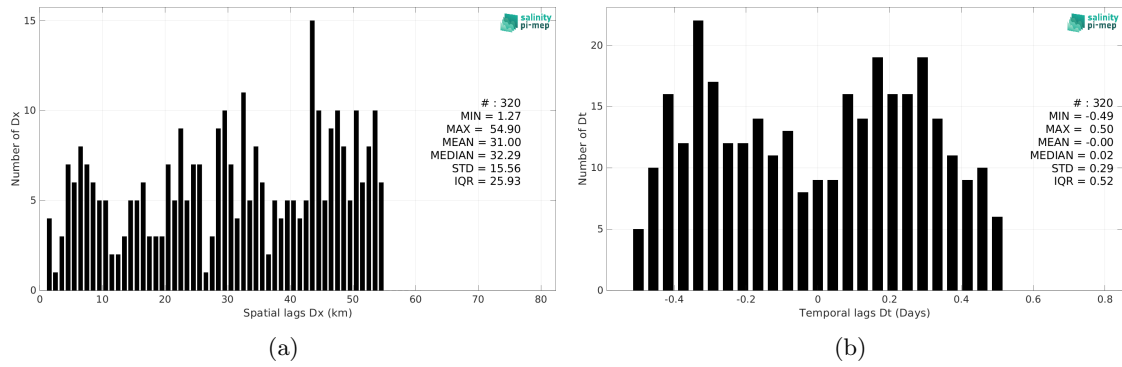 15
10
5
0
Number of Dx
salinity
pi-mep
# : 320
MIN = 1.27
MAX = 54.90
MEAN = 31.00
MEDIAN = 32.29
STD = 15.56
IQR = 25.93
0 10 20 30 40 50 60 70 80
Spatial lags Dx (km)
(a)
20
15
10
5
0
Number of Dt
salinity
pi-mep
# : 320
MIN = -0.49
MAX = 0.50
MEAN = -0.00
MEDIAN = 0.02
STD = 0.29
IQR = 0.52
-0.4 -0.2 0 0.2 0.4 0.6 0.8
Temporal lags Dt (Days)
(b)